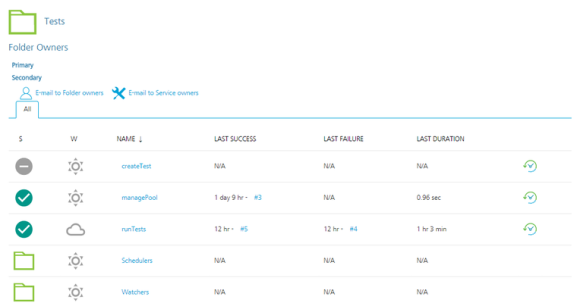 Tests
Folder Owners
Primary
Secondary
E-mail to Folder owners E-mail to Service owners
All
S W NAME ↓ LAST SUCCESS LAST FAILURE LAST DURATION
createTest N/A N/A N/A
managePool 1 day 9 hr - #3 N/A 0.96 sec
runTests 12 hr - #5 12 hr - #4 1 hr 3 min
Schedulers N/A N/A N/A
Watchers N/A N/A N/A